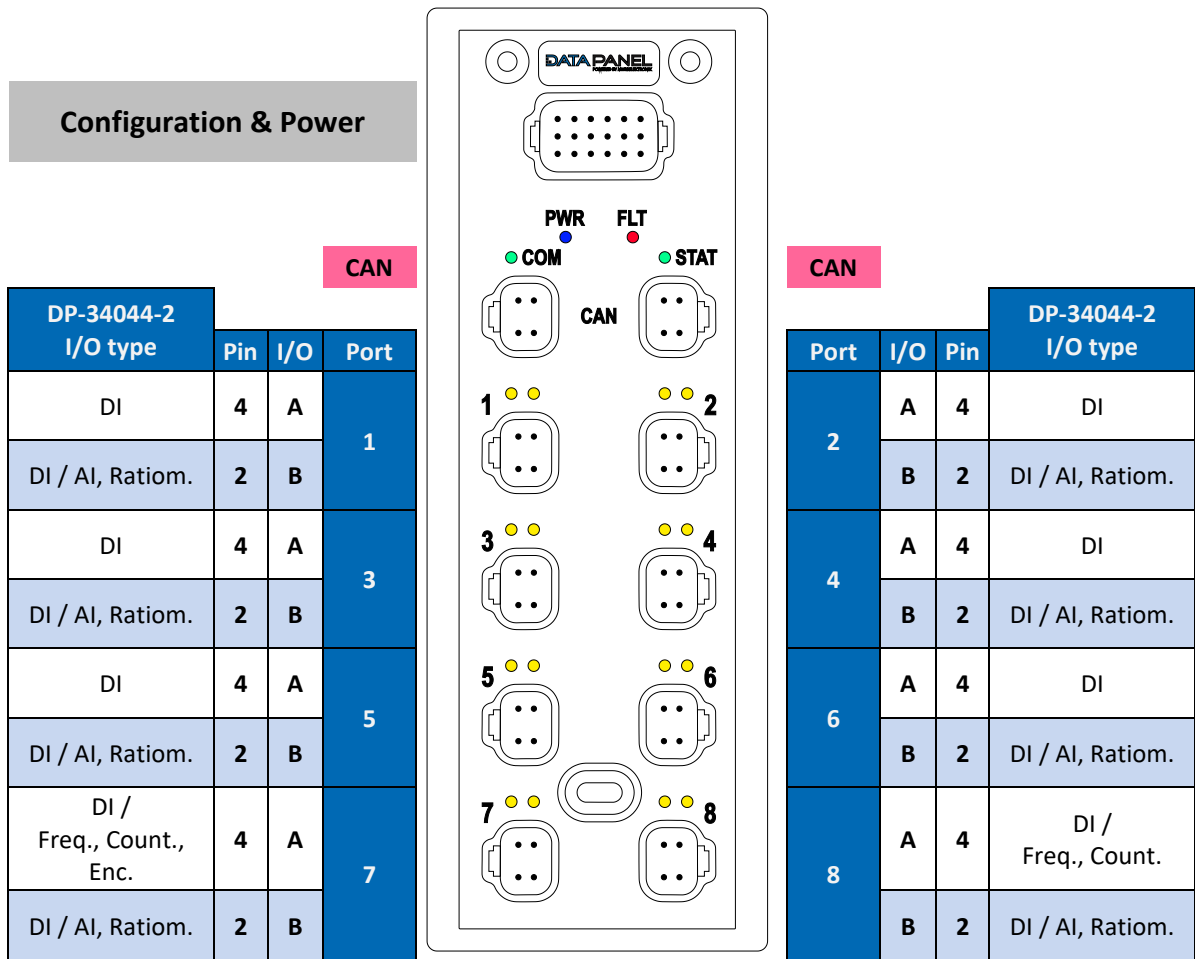 DATA PANEL
Configuration & Power
PWR FLT
COM STAT
CAN
CAN
CAN
DP-34044-2
I/O type Pin I/O Port
DI 4 A
1
DI / AI, Ratiom. 2 B
DI 4 A
3
DI / AI, Ratiom. 2 B
DI 4 A
5
DI / AI, Ratiom. 2 B
DI /
Freq., Count.,
Enc.
4 A
7
DI / AI, Ratiom. 2 B
1 2
3 4
5 6
7 8
DP-34044-2
Port I/O Pin I/O type
A 4 DI
2
B 2 DI / AI, Ratiom.
A 4 DI
4
B 2 DI / AI, Ratiom.
A 4 DI
6
B 2 DI / AI, Ratiom.
A 4
DI /
Freq., Count.
8
B 2 DI / AI, Ratiom.